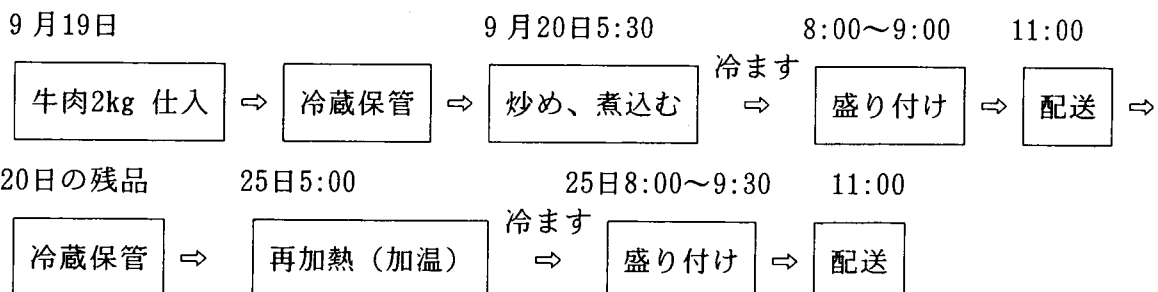 9月19日 9月20日5:30 8:00～9:00 11:00
冷ます
牛肉2kg 仕入 ⇨ 冷蔵保管 ⇨ 炒め、煮込む ⇨ 盛り付け ⇨ 配送 ⇨
20日の残品 25日5:00 25日8:00～9:30 11:00
冷ます
冷蔵保管 ⇨ 再加熱（加温） ⇨ 盛り付け ⇨ 配送